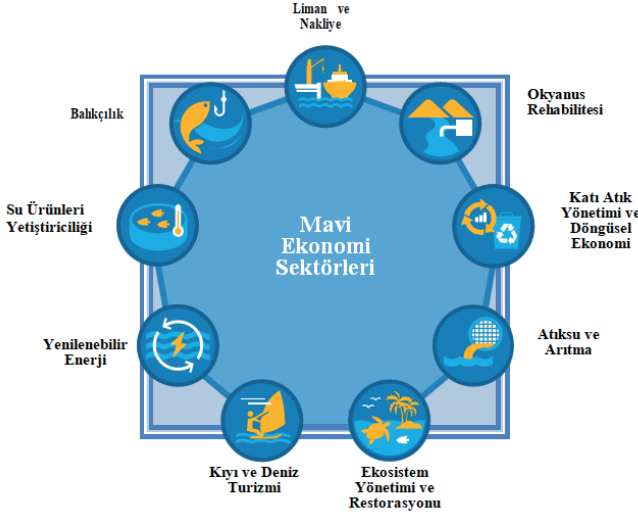 Liman ve
Nakliye
Balıkçılık
Okyanus
Rehabilitesi
Su Ürünleri
Yetiştiriciliği
Katı Atık
Yönetimi ve
Döngüsel
Ekonomi
Mavi
Ekonomi
Sektörleri
Yenilenebilir
Enerji
Atıksu ve
Arıtma
Kıyı ve Deniz
Turizmi
Ekosistem
Yönetimi ve
Restorasyonu